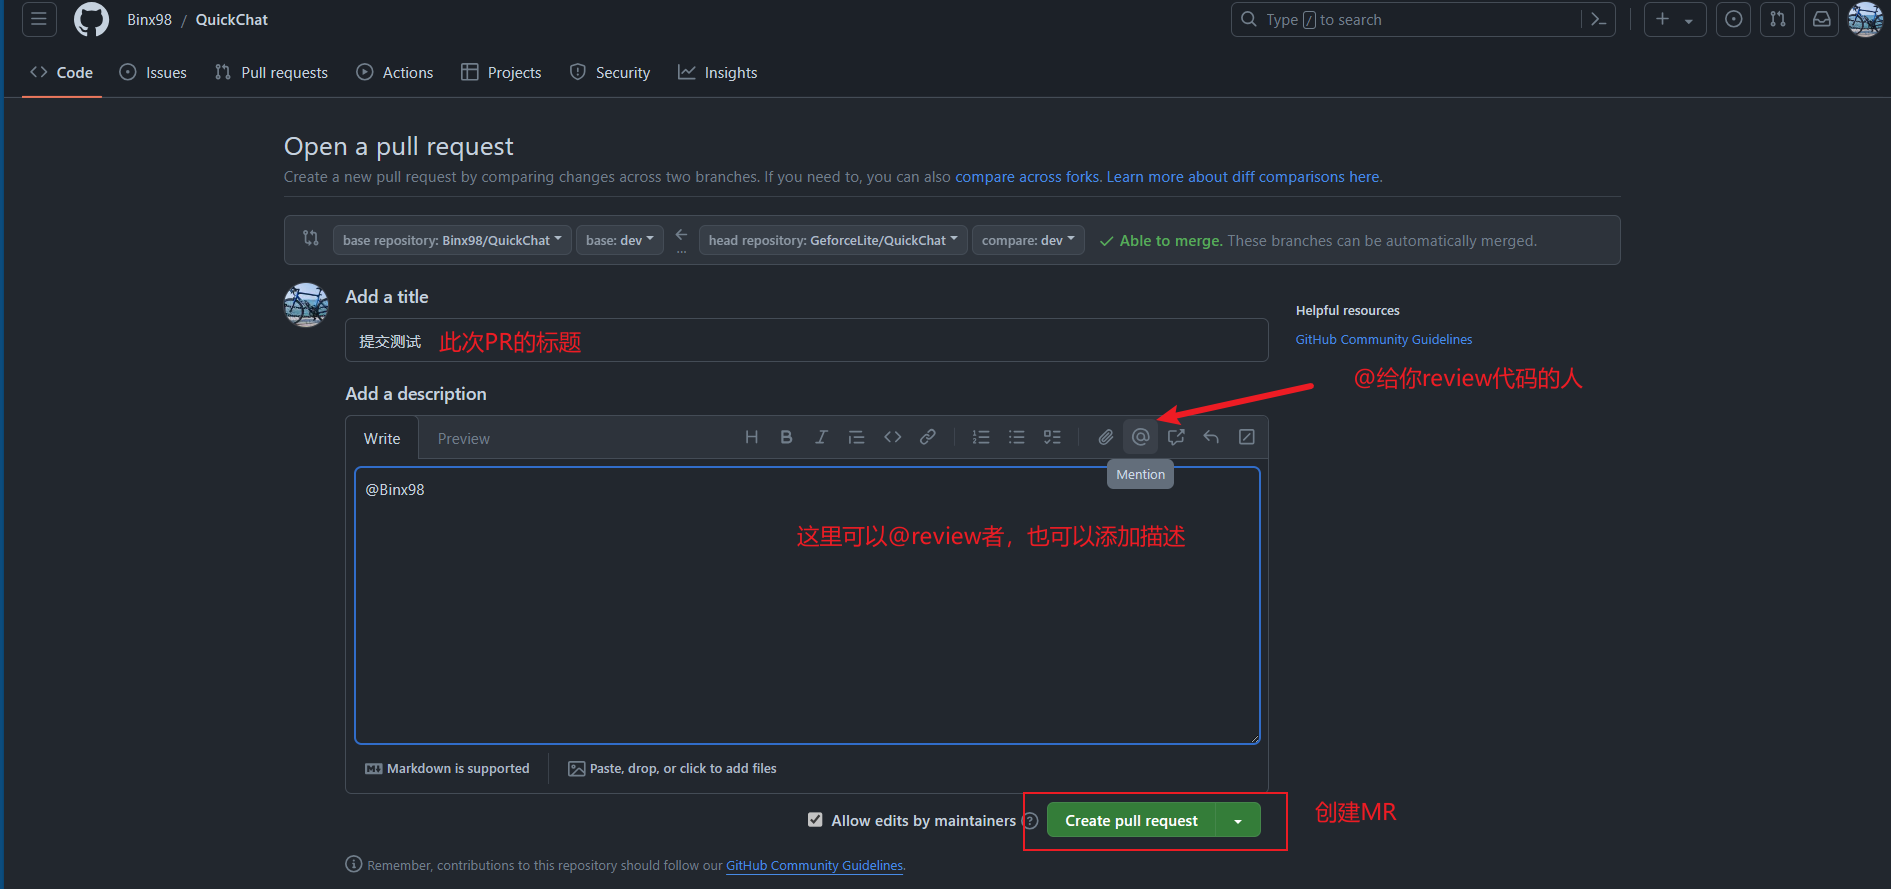 Binx98 / QuickChat
Type / to search
Code Issues Pull requests Actions Projects Security Insights
Open a pull request
Create a new pull request by comparing changes across two branches. If you need to, you can also compare across forks. Learn more about diff comparisons here.
base repository: Binx98/QuickChat base: dev ← ... head repository: GeforceLite/QuickChat compare: dev ✓ Able to merge. These branches can be automatically merged.
Add a title
Helpful resources
提交测试 此次PR的标题
GitHub Community Guidelines
@给你review代码的人
Add a description
Write Preview
Mention
@Binx98
这里可以@review者，也可以添加描述
Markdown is supported Paste, drop, or click to add files
Allow edits by maintainers ? Create pull request
创建MR
Remember, contributions to this repository should follow our GitHub Community Guidelines.